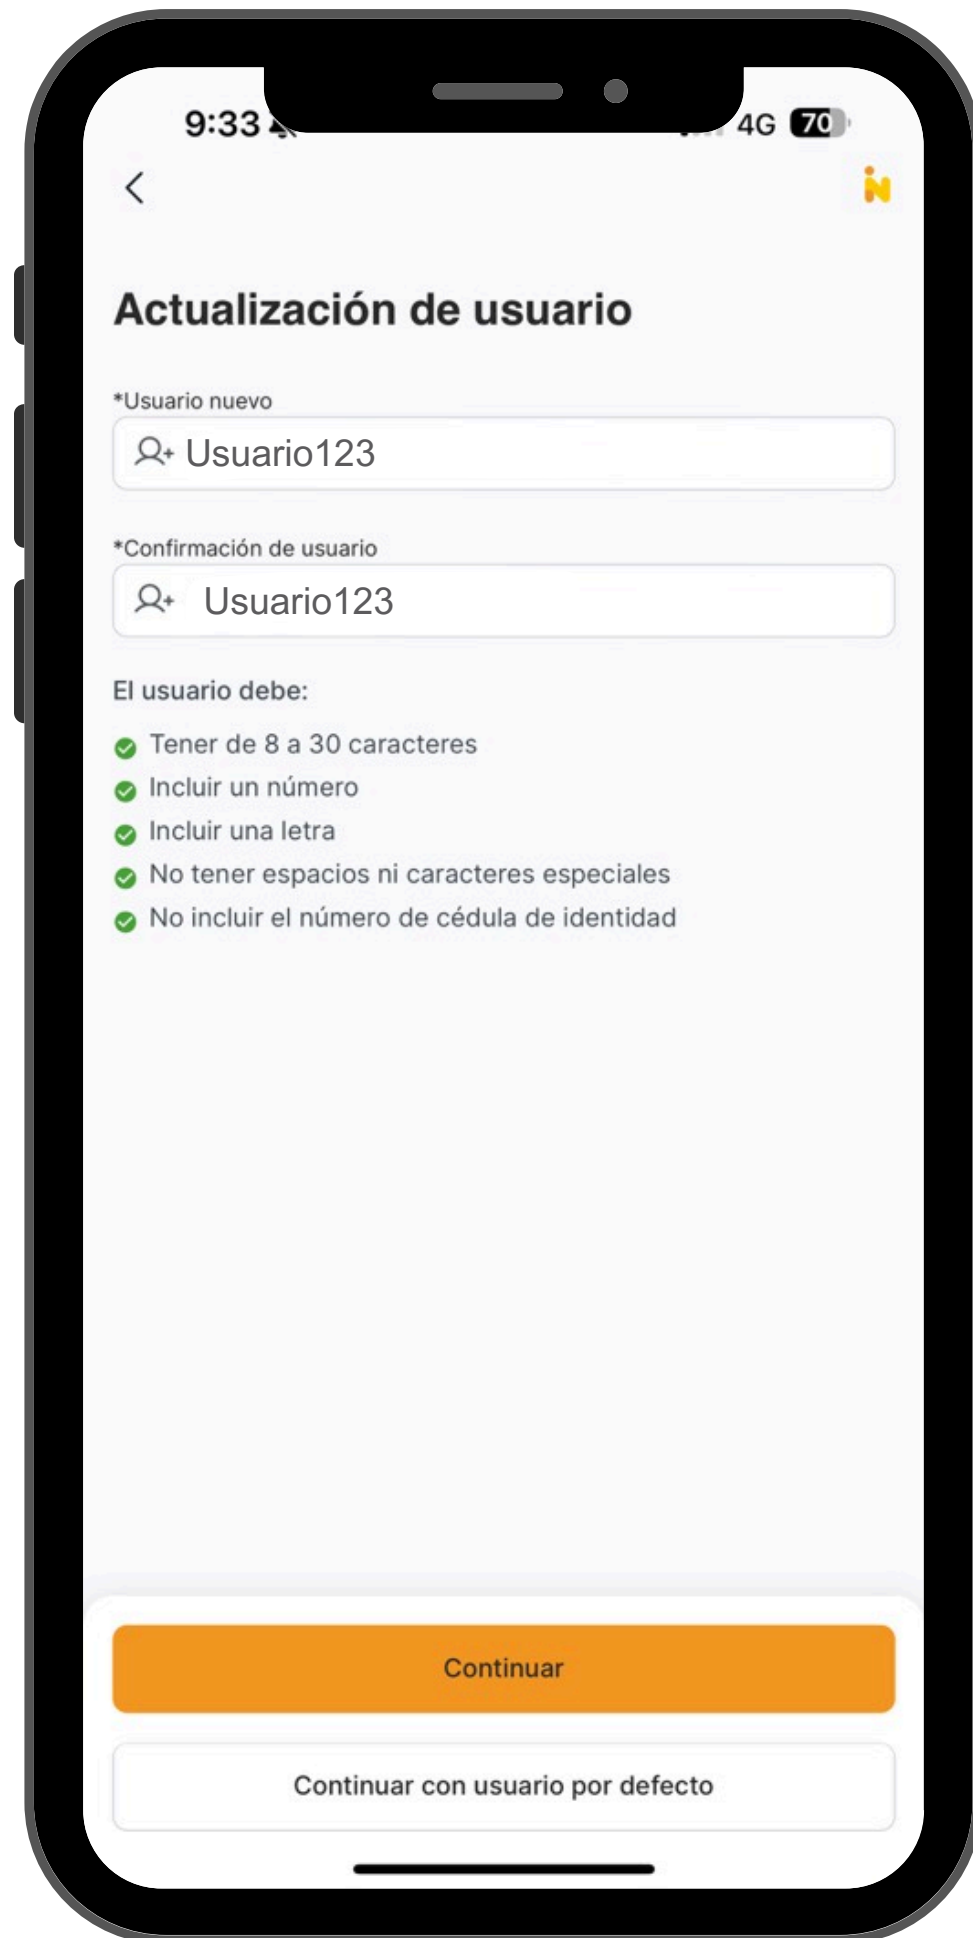 9:33
4G 70
Actualización de usuario
*Usuario nuevo
Usuario123
*Confirmación de usuario
Usuario123
El usuario debe:
Tener de 8 a 30 caracteres
Incluir un número
Incluir una letra
No tener espacios ni caracteres especiales
No incluir el número de cédula de identidad
Continuar
Continuar con usuario por defecto